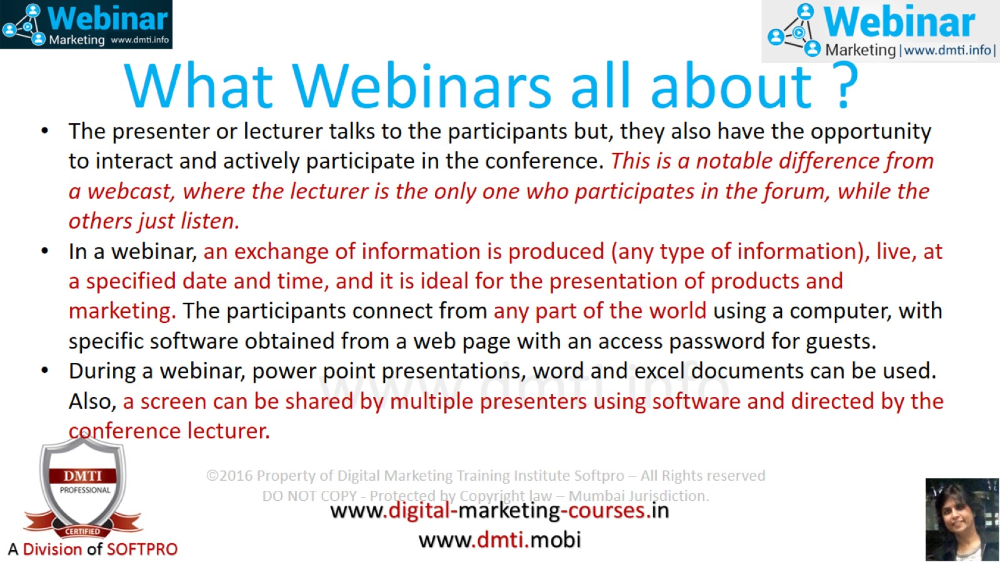 Webinar
Marketing www.dmti.info
Webinar
Marketing|www.dmti.info|
What Webinars all about ?
• The presenter or lecturer talks to the participants but, they also have the opportunity
to interact and actively participate in the conference. This is a notable difference from
a webcast, where the lecturer is the only one who participates in the forum, while the
others just listen.
• In a webinar, an exchange of information is produced (any type of information), live, at
a specified date and time, and it is ideal for the presentation of products and
marketing. The participants connect from any part of the world using a computer, with
specific software obtained from a web page with an access password for guests.
• During a webinar, power point presentations, word and excel documents can be used.
Also, a screen can be shared by multiple presenters using software and directed by the
conference lecturer.
www.dmti.info
DMTI
PROFESSIONAL
CERTIFIED
A Division of SOFTPRO
©2016 Property of Digital Marketing Training Institute Softpro – All Rights reserved
DO NOT COPY - Protected by Copyright law – Mumbai Jurisdiction.
www.digital-marketing-courses.in
www.dmti.mobi